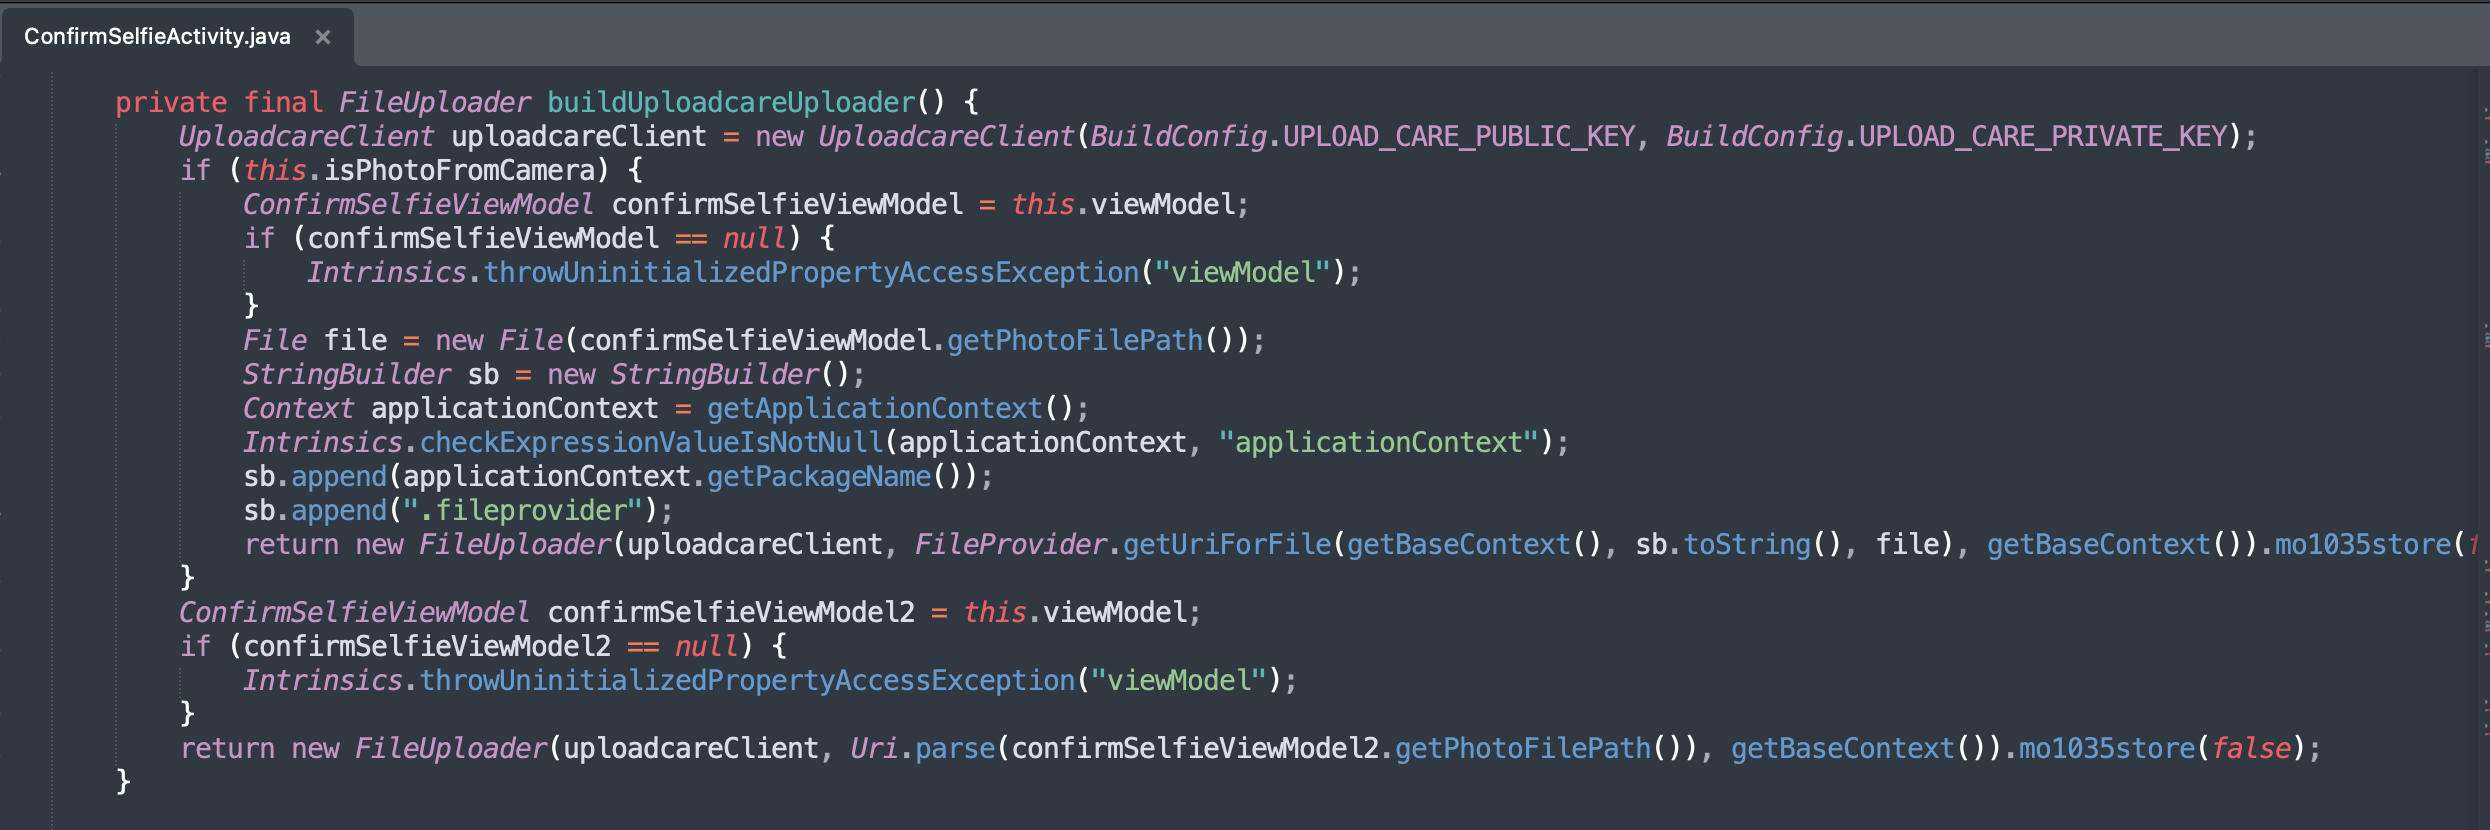 ConfirmSelfieActivity.java ×
private final FileUploader buildUploadcareUploader() {
UploadcareClient uploadcareClient = new UploadcareClient(BuildConfig.UPLOAD_CARE_PUBLIC_KEY, BuildConfig.UPLOAD_CARE_PRIVATE_KEY);
if (this.isPhotoFromCamera) {
ConfirmSelfieViewModel confirmSelfieViewModel = this.viewModel;
if (confirmSelfieViewModel == null) {
Intrinsics.throwUninitializedPropertyAccessException("viewModel");
}
File file = new File(confirmSelfieViewModel.getPhotoFilePath());
StringBuilder sb = new StringBuilder();
Context applicationContext = getApplicationContext();
Intrinsics.checkExpressionValueIsNotNull(applicationContext, "applicationContext");
sb.append(applicationContext.getPackageName());
sb.append(".fileprovider");
return new FileUploader(uploadcareClient, FileProvider.getUriForFile(getBaseContext(), sb.toString(), file), getBaseContext()).mo1035store(
}
ConfirmSelfieViewModel confirmSelfieViewModel2 = this.viewModel;
if (confirmSelfieViewModel2 == null) {
Intrinsics.throwUninitializedPropertyAccessException("viewModel");
}
return new FileUploader(uploadcareClient, Uri.parse(confirmSelfieViewModel2.getPhotoFilePath()), getBaseContext()).mo1035store(false);
}